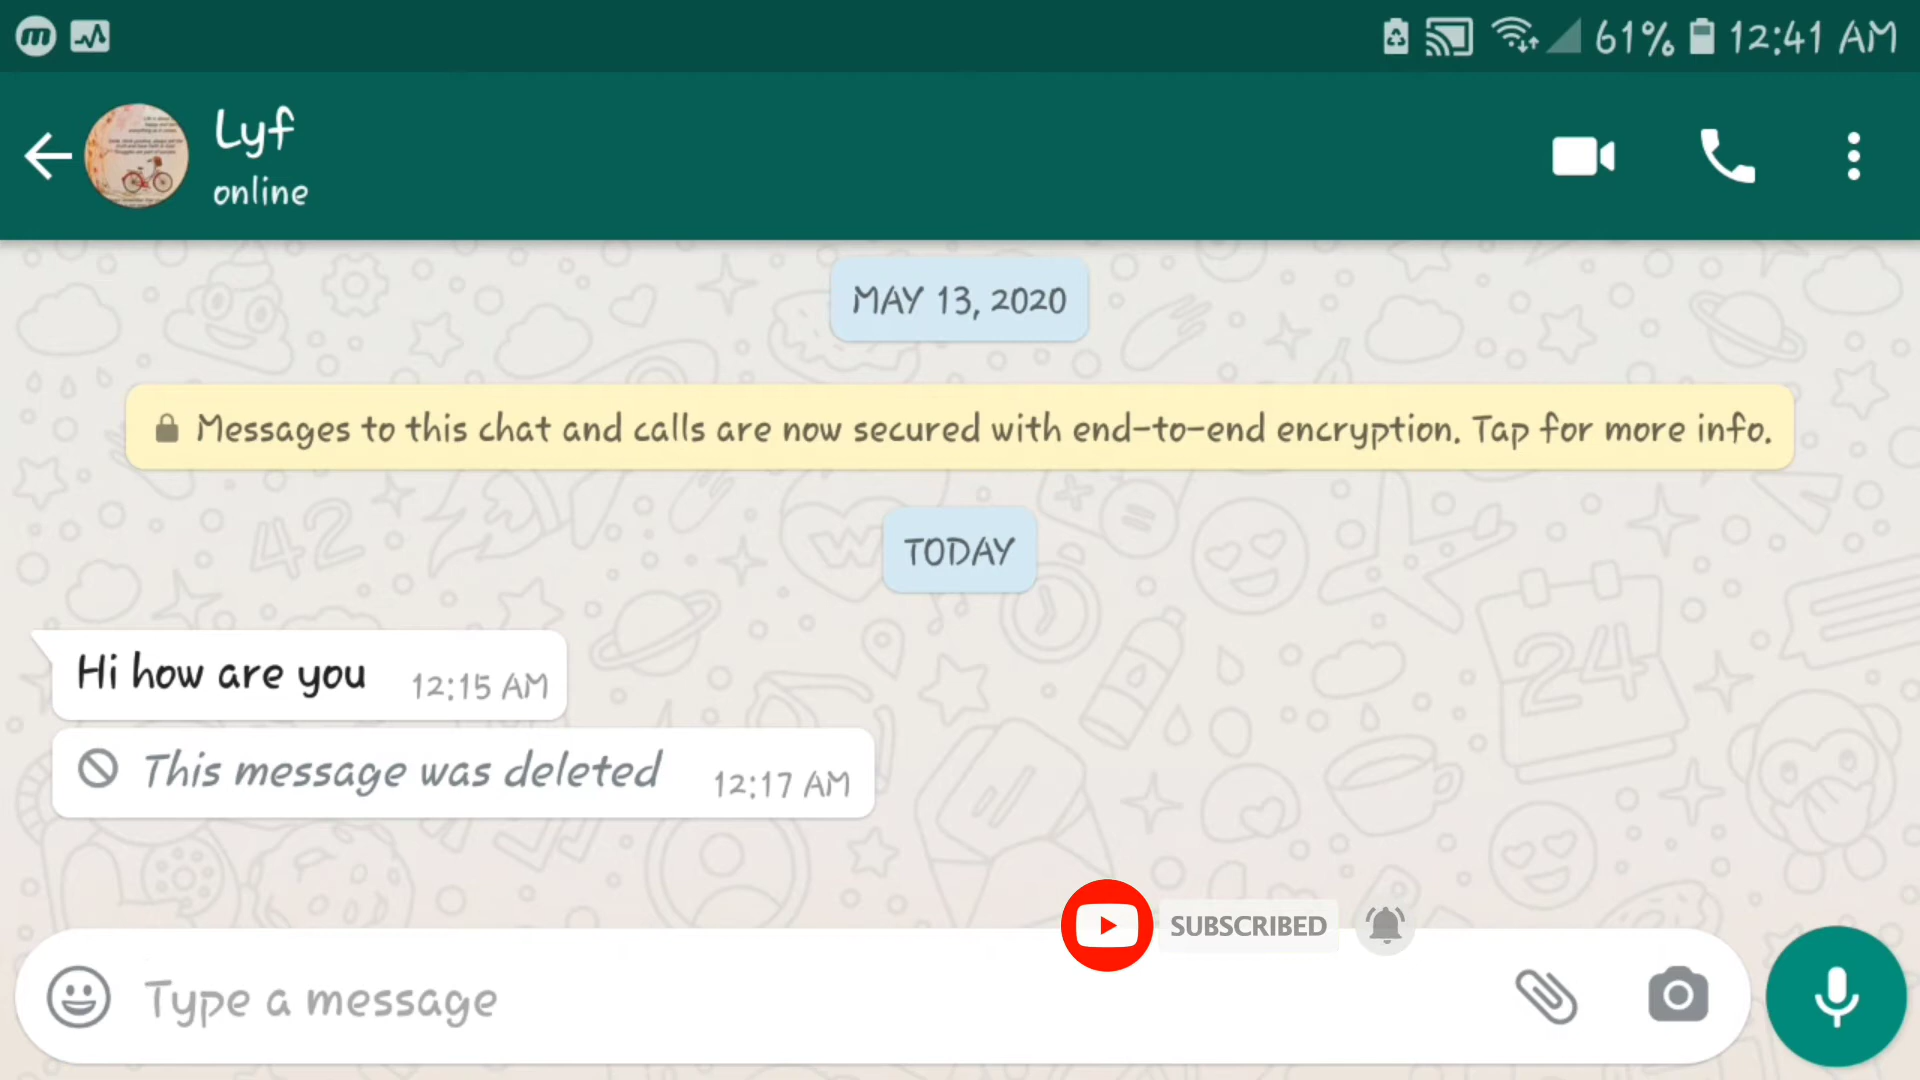 61% 12:41 AM
Lyf
online
MAY 13, 2020
Messages to this chat and calls are now secured with end-to-end encryption. Tap for more info.
TODAY
Hi how are you 12:15 AM
This message was deleted 12:17 AM
SUBSCRIBED
Type a message